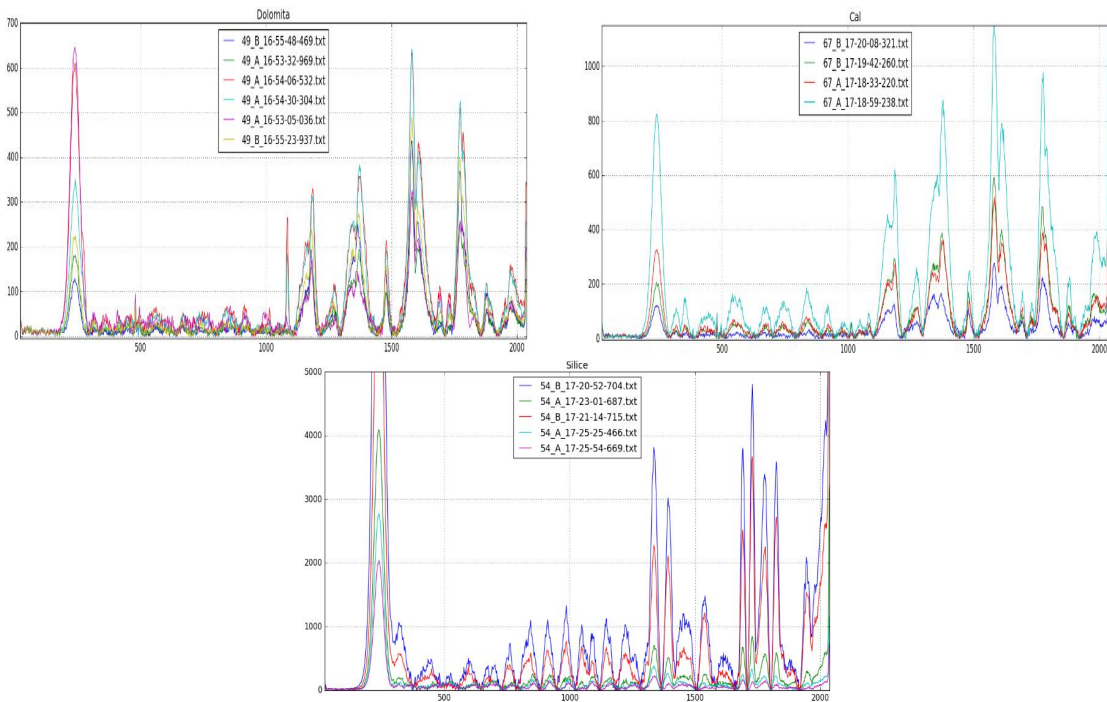 Dolomita
700
600
500
400
300
200
100
0
49_B_16-55-48-469.txt
49_A_16-53-32-969.txt
49_A_16-54-06-532.txt
49_A_16-54-30-304.txt
49_A_16-53-05-036.txt
49_B_16-55-23-937.txt
500
1000
1500
2000
Cal
1000
800
600
400
200
0
67_B_17-20-08-321.txt
67_B_17-19-42-260.txt
67_A_17-18-33-220.txt
67_A_17-18-59-238.txt
500
1000
1500
2000
Silice
5000
4000
3000
2000
1000
0
54_B_17-20-52-704.txt
54_A_17-23-01-687.txt
54_B_17-21-14-715.txt
54_A_17-25-25-466.txt
54_A_17-25-54-669.txt
500
1000
1500
2000